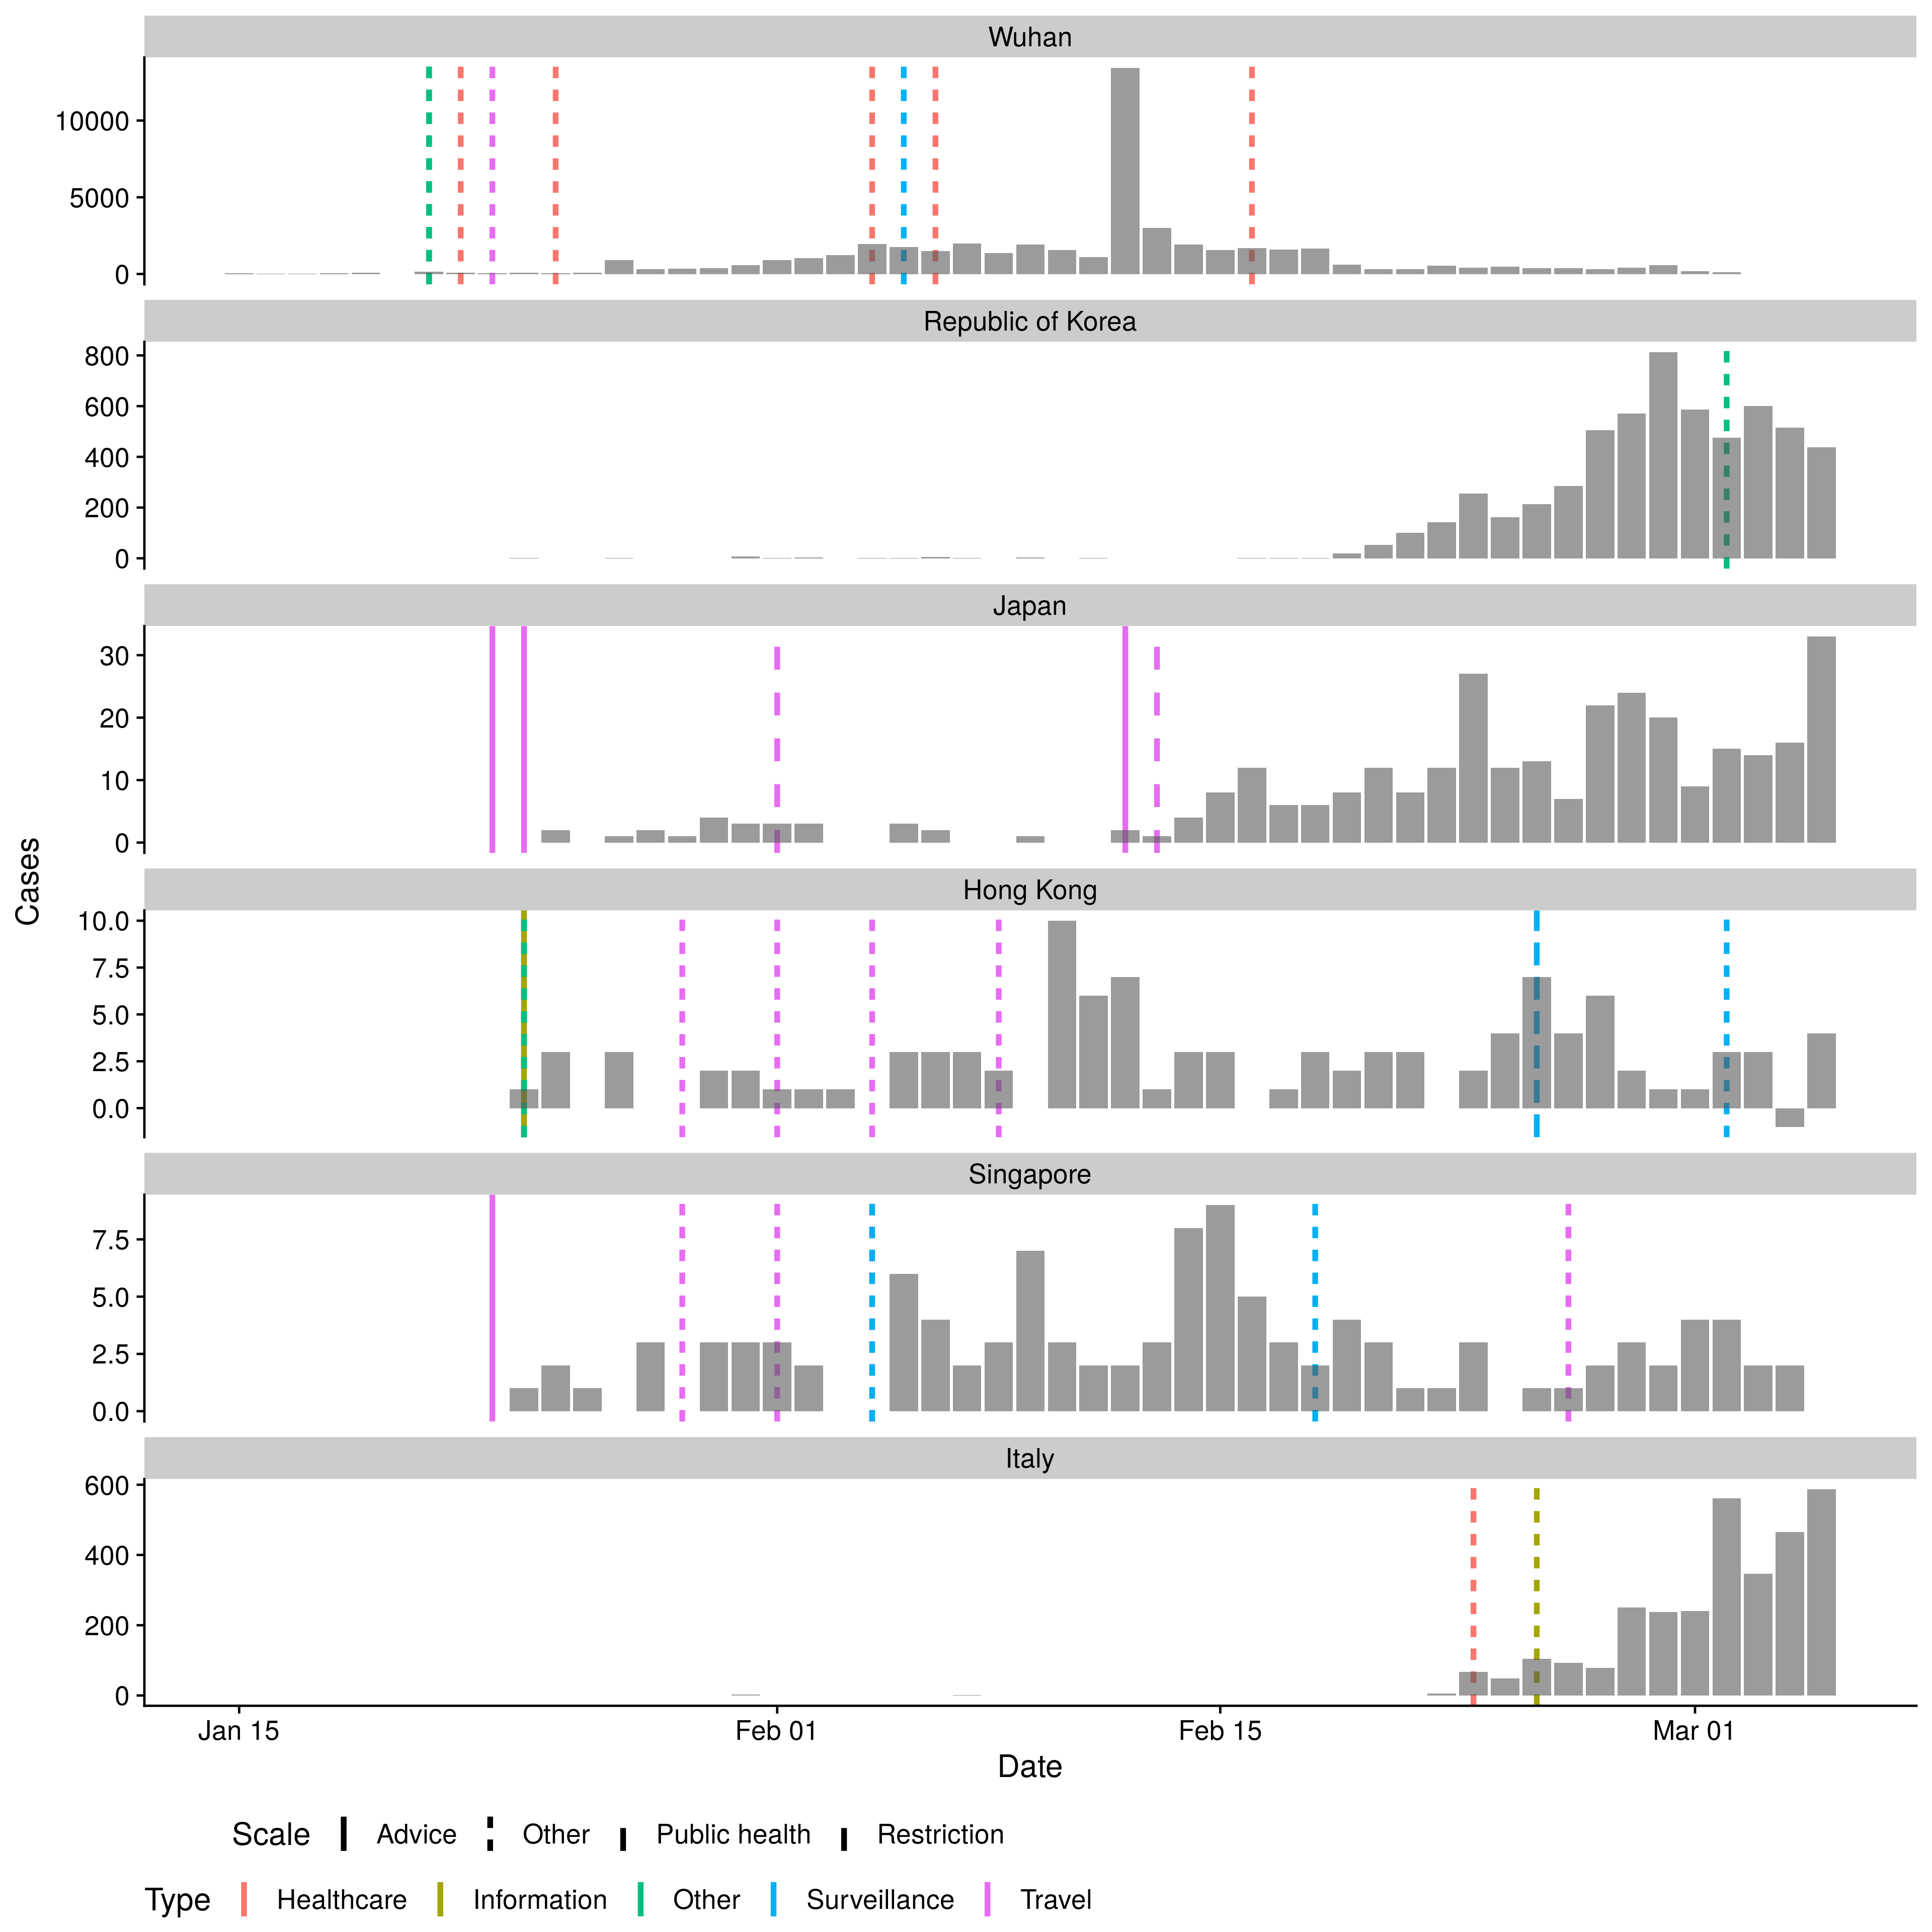 Wuhan
10000
5000
0
Republic of Korea
800
600
400
200
0
Japan
30
20
10
0
Cases
Hong Kong
10.0
7.5
5.0
2.5
0.0
Singapore
7.5
5.0
2.5
0.0
Italy
600
400
200
0
Jan 15 Feb 01 Feb 15 Mar 01
Date
Scale Advice Other Public health Restriction
Type Healthcare Information Other Surveillance Travel